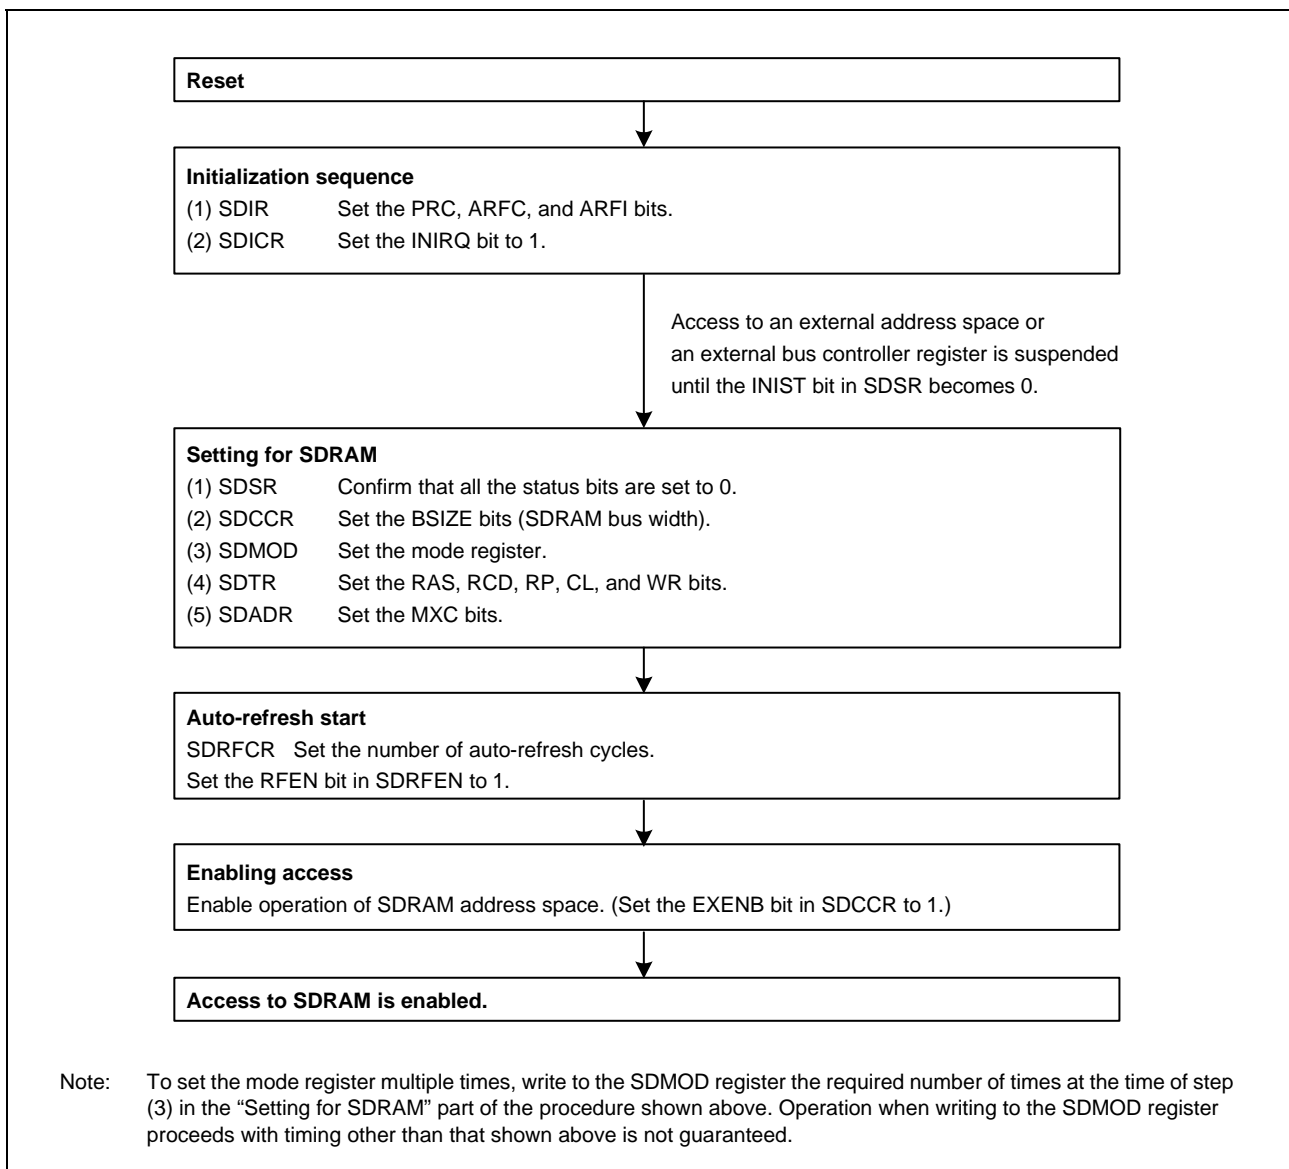 Reset
Initialization sequence
(1) SDIR Set the PRC, ARFC, and ARFI bits.
(2) SDICR Set the INIRQ bit to 1.
Access to an external address space or
an external bus controller register is suspended
until the INIST bit in SDSR becomes 0.
Setting for SDRAM
(1) SDSR Confirm that all the status bits are set to 0.
(2) SDCCR Set the BSIZE bits (SDRAM bus width).
(3) SDMOD Set the mode register.
(4) SDTR Set the RAS, RCD, RP, CL, and WR bits.
(5) SDADR Set the MXC bits.
Auto-refresh start
SDRFCR Set the number of auto-refresh cycles.
Set the RFEN bit in SDRFEN to 1.
Enabling access
Enable operation of SDRAM address space. (Set the EXENB bit in SDCCR to 1.)
Access to SDRAM is enabled.
Note: To set the mode register multiple times, write to the SDMOD register the required number of times at the time of step
(3) in the “Setting for SDRAM” part of the procedure shown above. Operation when writing to the SDMOD register
proceeds with timing other than that shown above is not guaranteed.